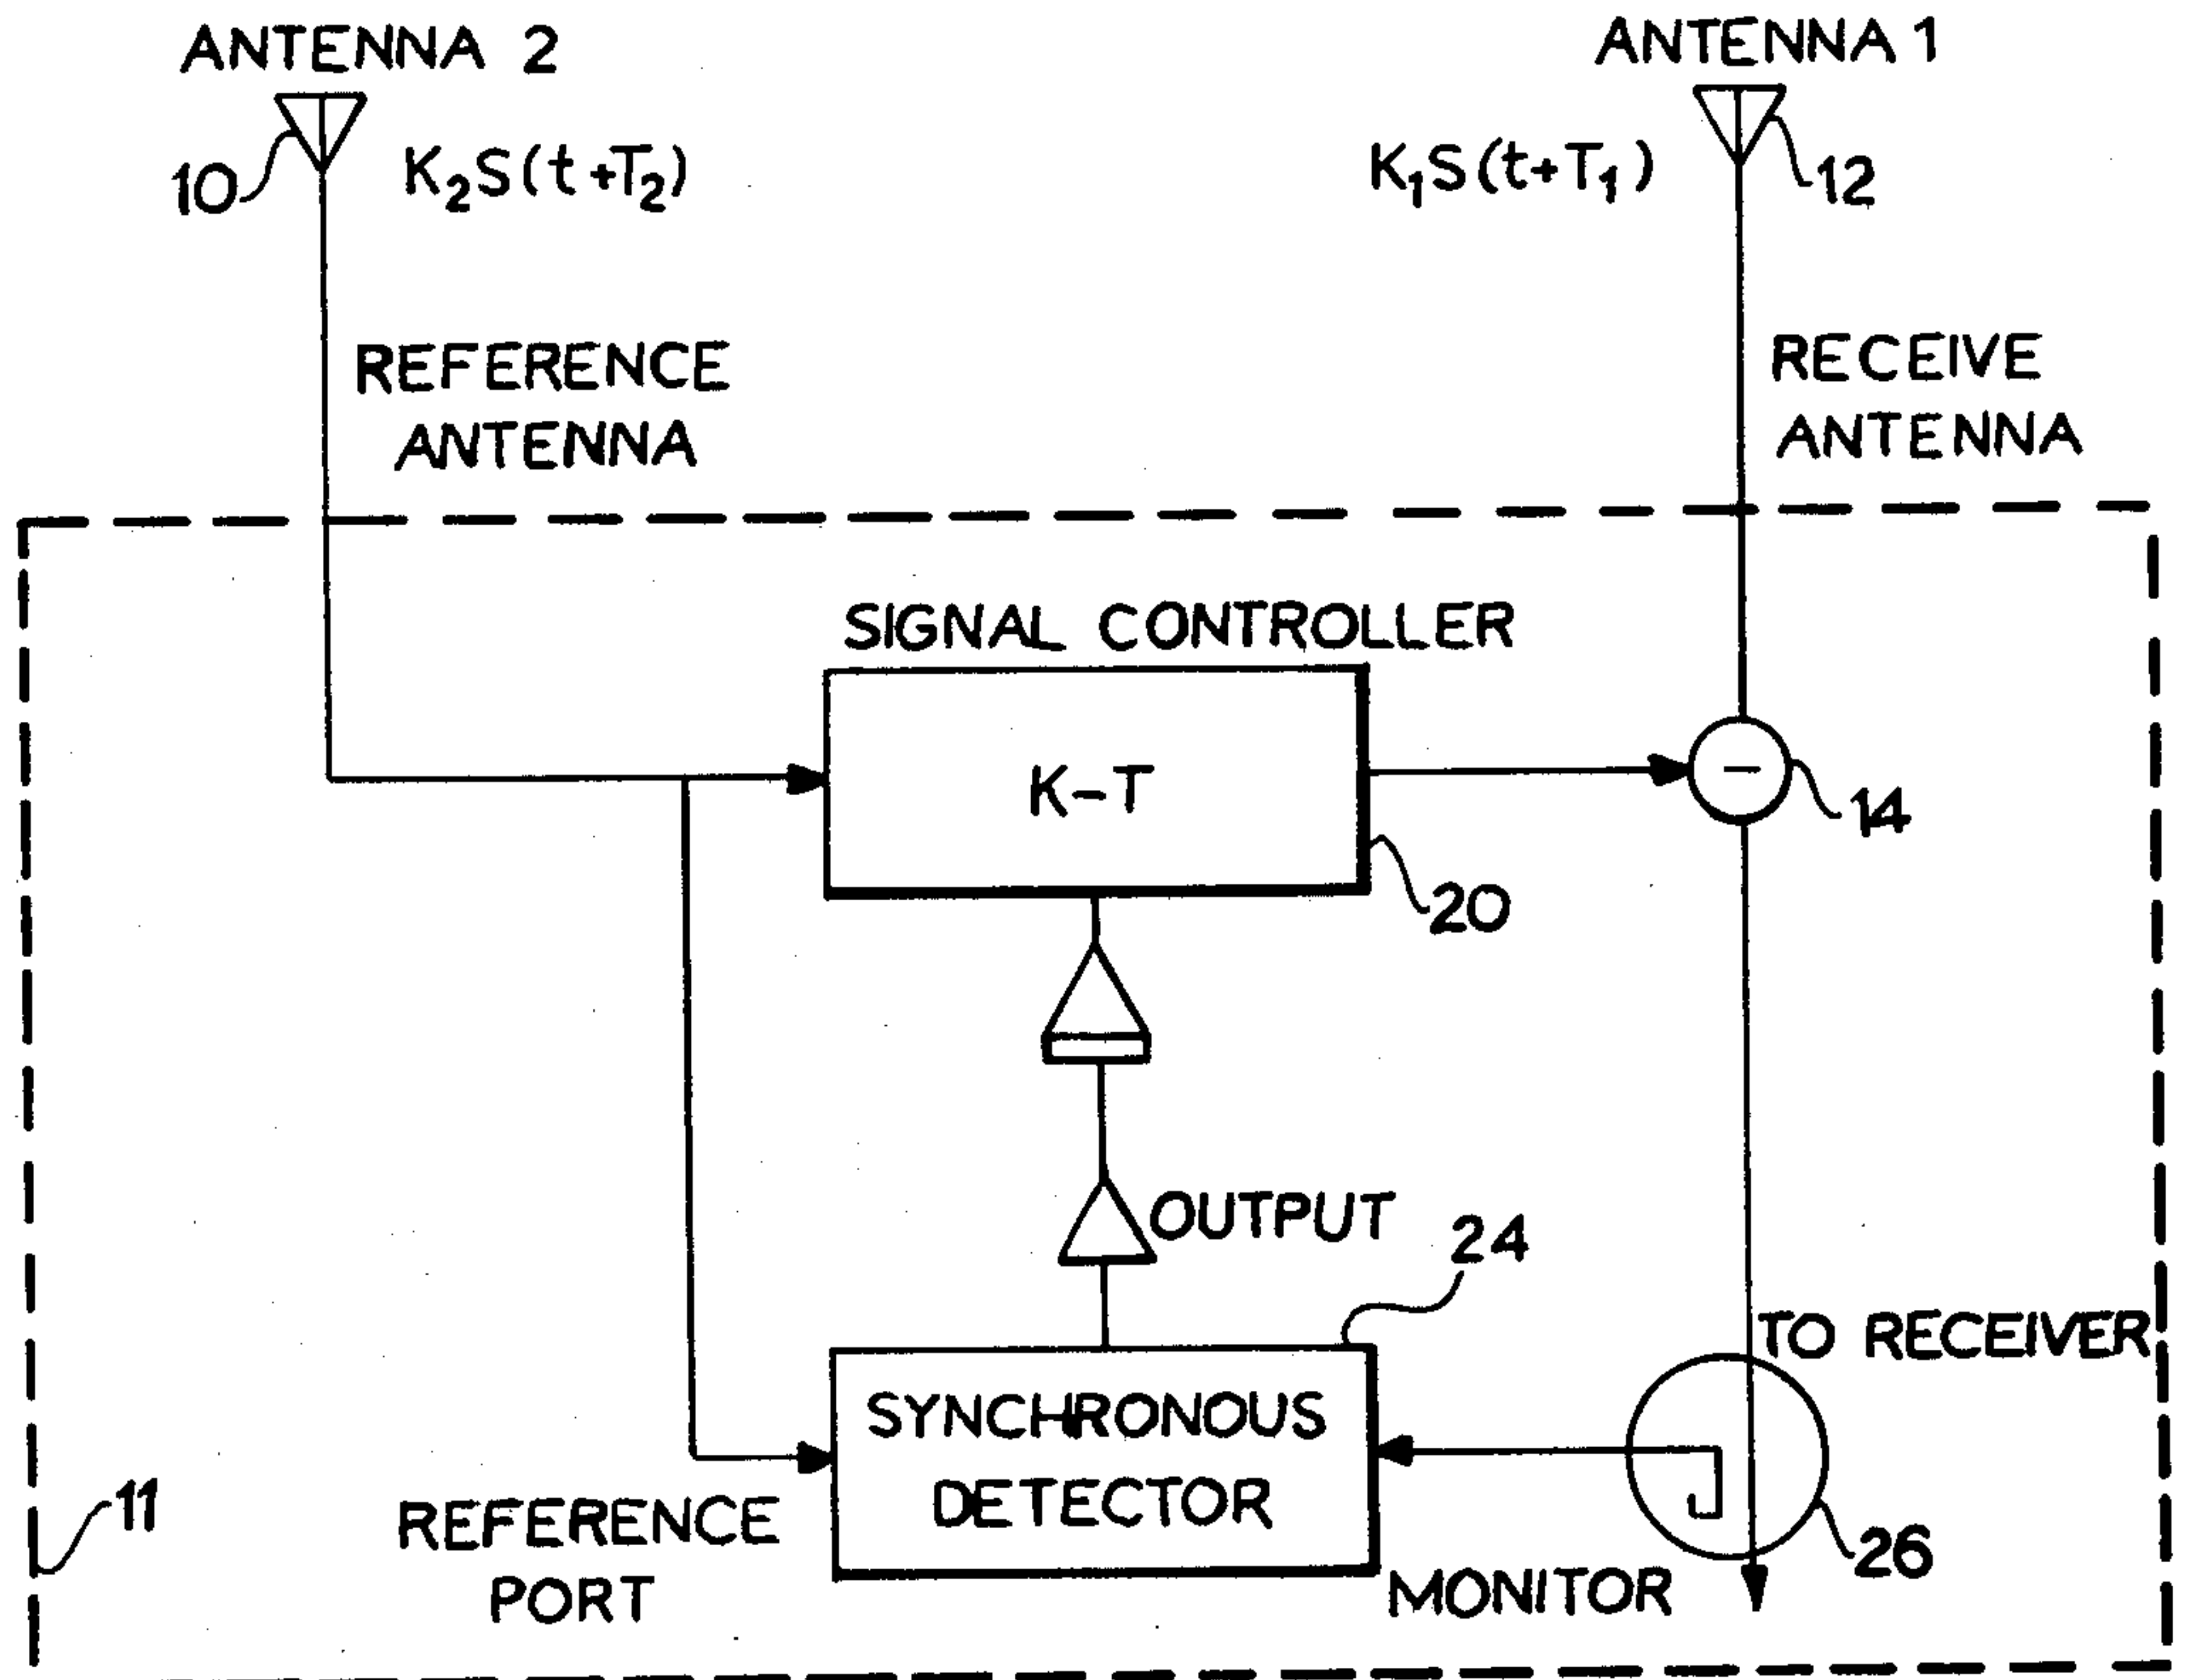 ANTENNA 2
ANTENNA 1
10
K₂S(t+T₂)
K₁S(t+T₁)
12
REFERENCE
ANTENNA
RECEIVE
ANTENNA
SIGNAL CONTROLLER
K-T
−
14
20
OUTPUT
24
TO RECEIVER
SYNCHRONOUS
DETECTOR
11
REFERENCE
PORT
MONITOR
26